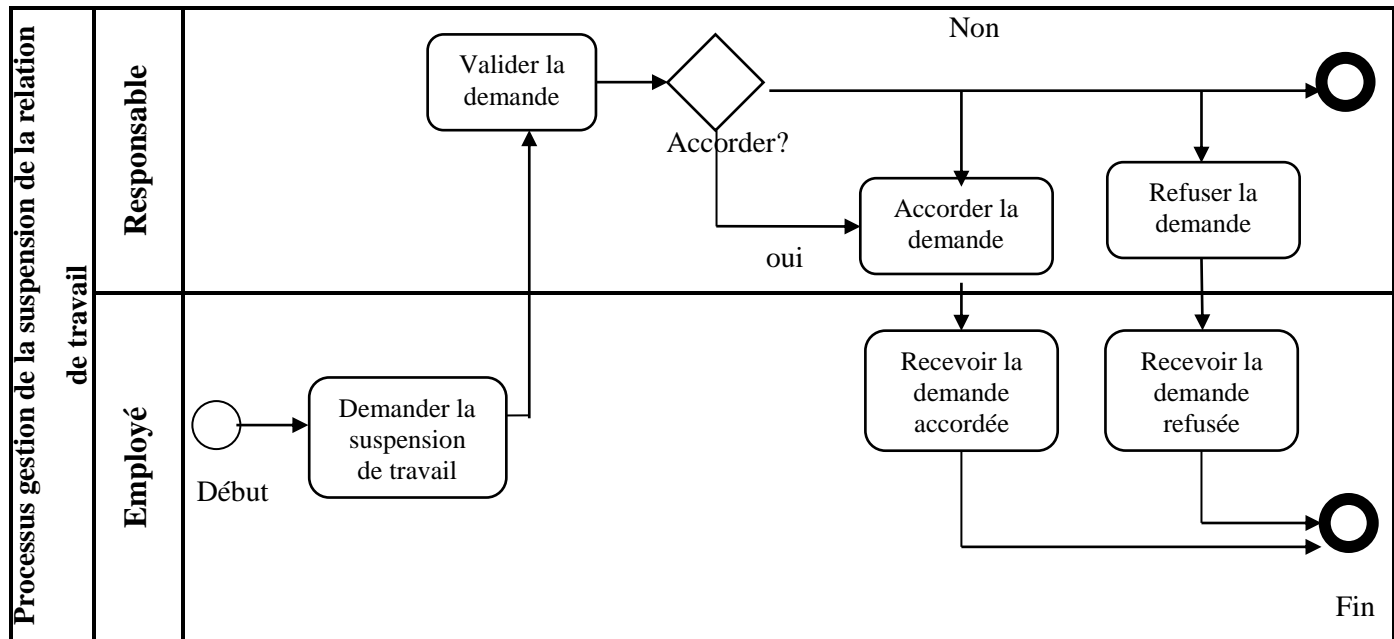 Processus gestion de la suspension de la relation
de travail
Responsable
Employé
Non
Valider la
demande
Accorder?
oui
Accorder la
demande
Refuser la
demande
Début
Demander la
suspension
de travail
Recevoir la
demande
accordée
Recevoir la
demande
refusée
Fin